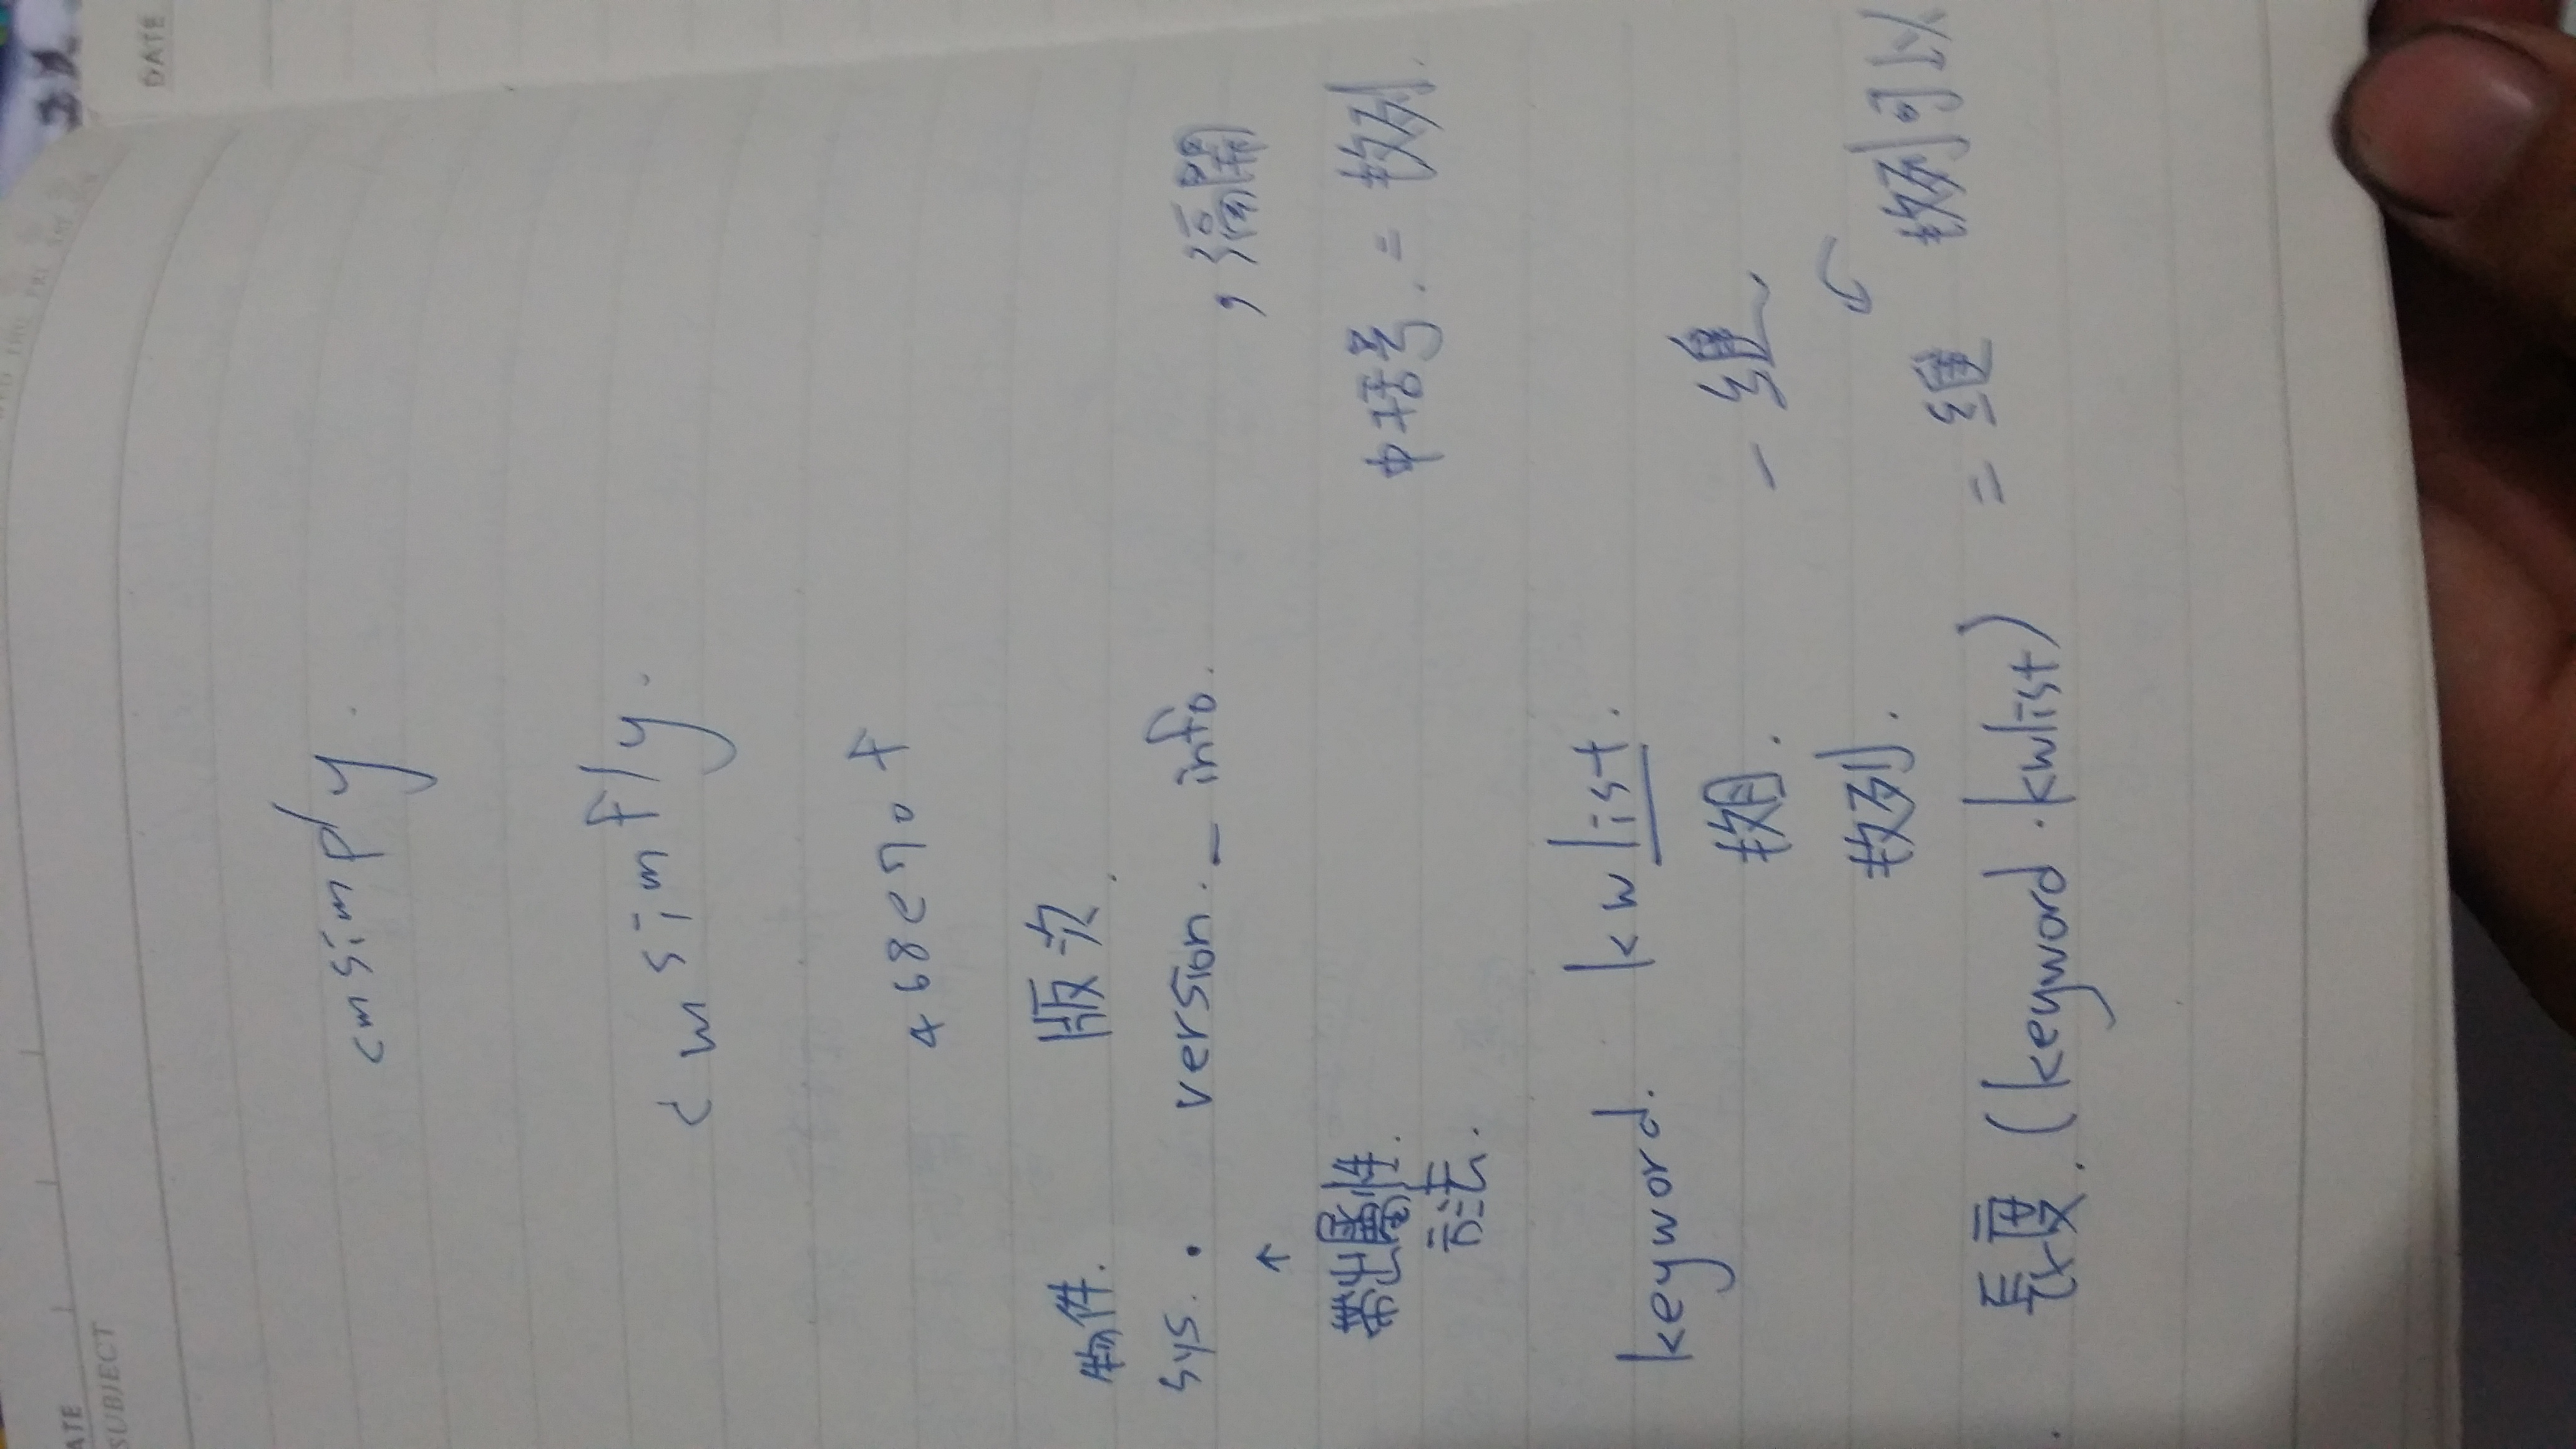 ATE
SUBJECT
DATE
cmsimply.
cmsimfly.
468e70f
物件. 版次.
sys. . version. _ info.
, 隔開
↑
帶出屬性.
方法.
中括号. = 数列.
keyword. kwlist.
数目.
一維
数列.
数列可以
= 維
長度. (keyword.kwlist)